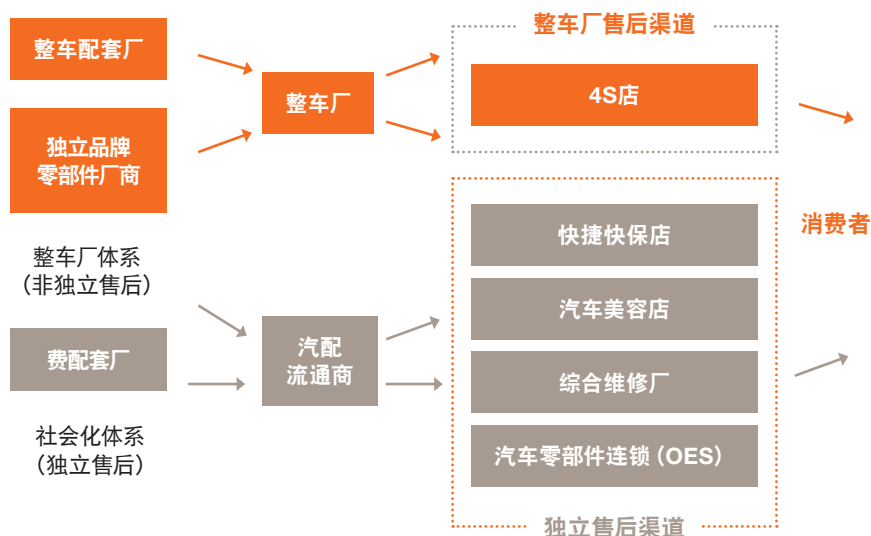 整车配套厂
独立品牌
零部件厂商
整车厂体系
（非独立售后）
费配套厂
社会化体系
（独立售后）
整车厂
汽配
流通商
整车厂售后渠道
4S店
快捷快保店
汽车美容店
综合维修厂
汽车零部件连锁（OES）
独立售后渠道
消费者